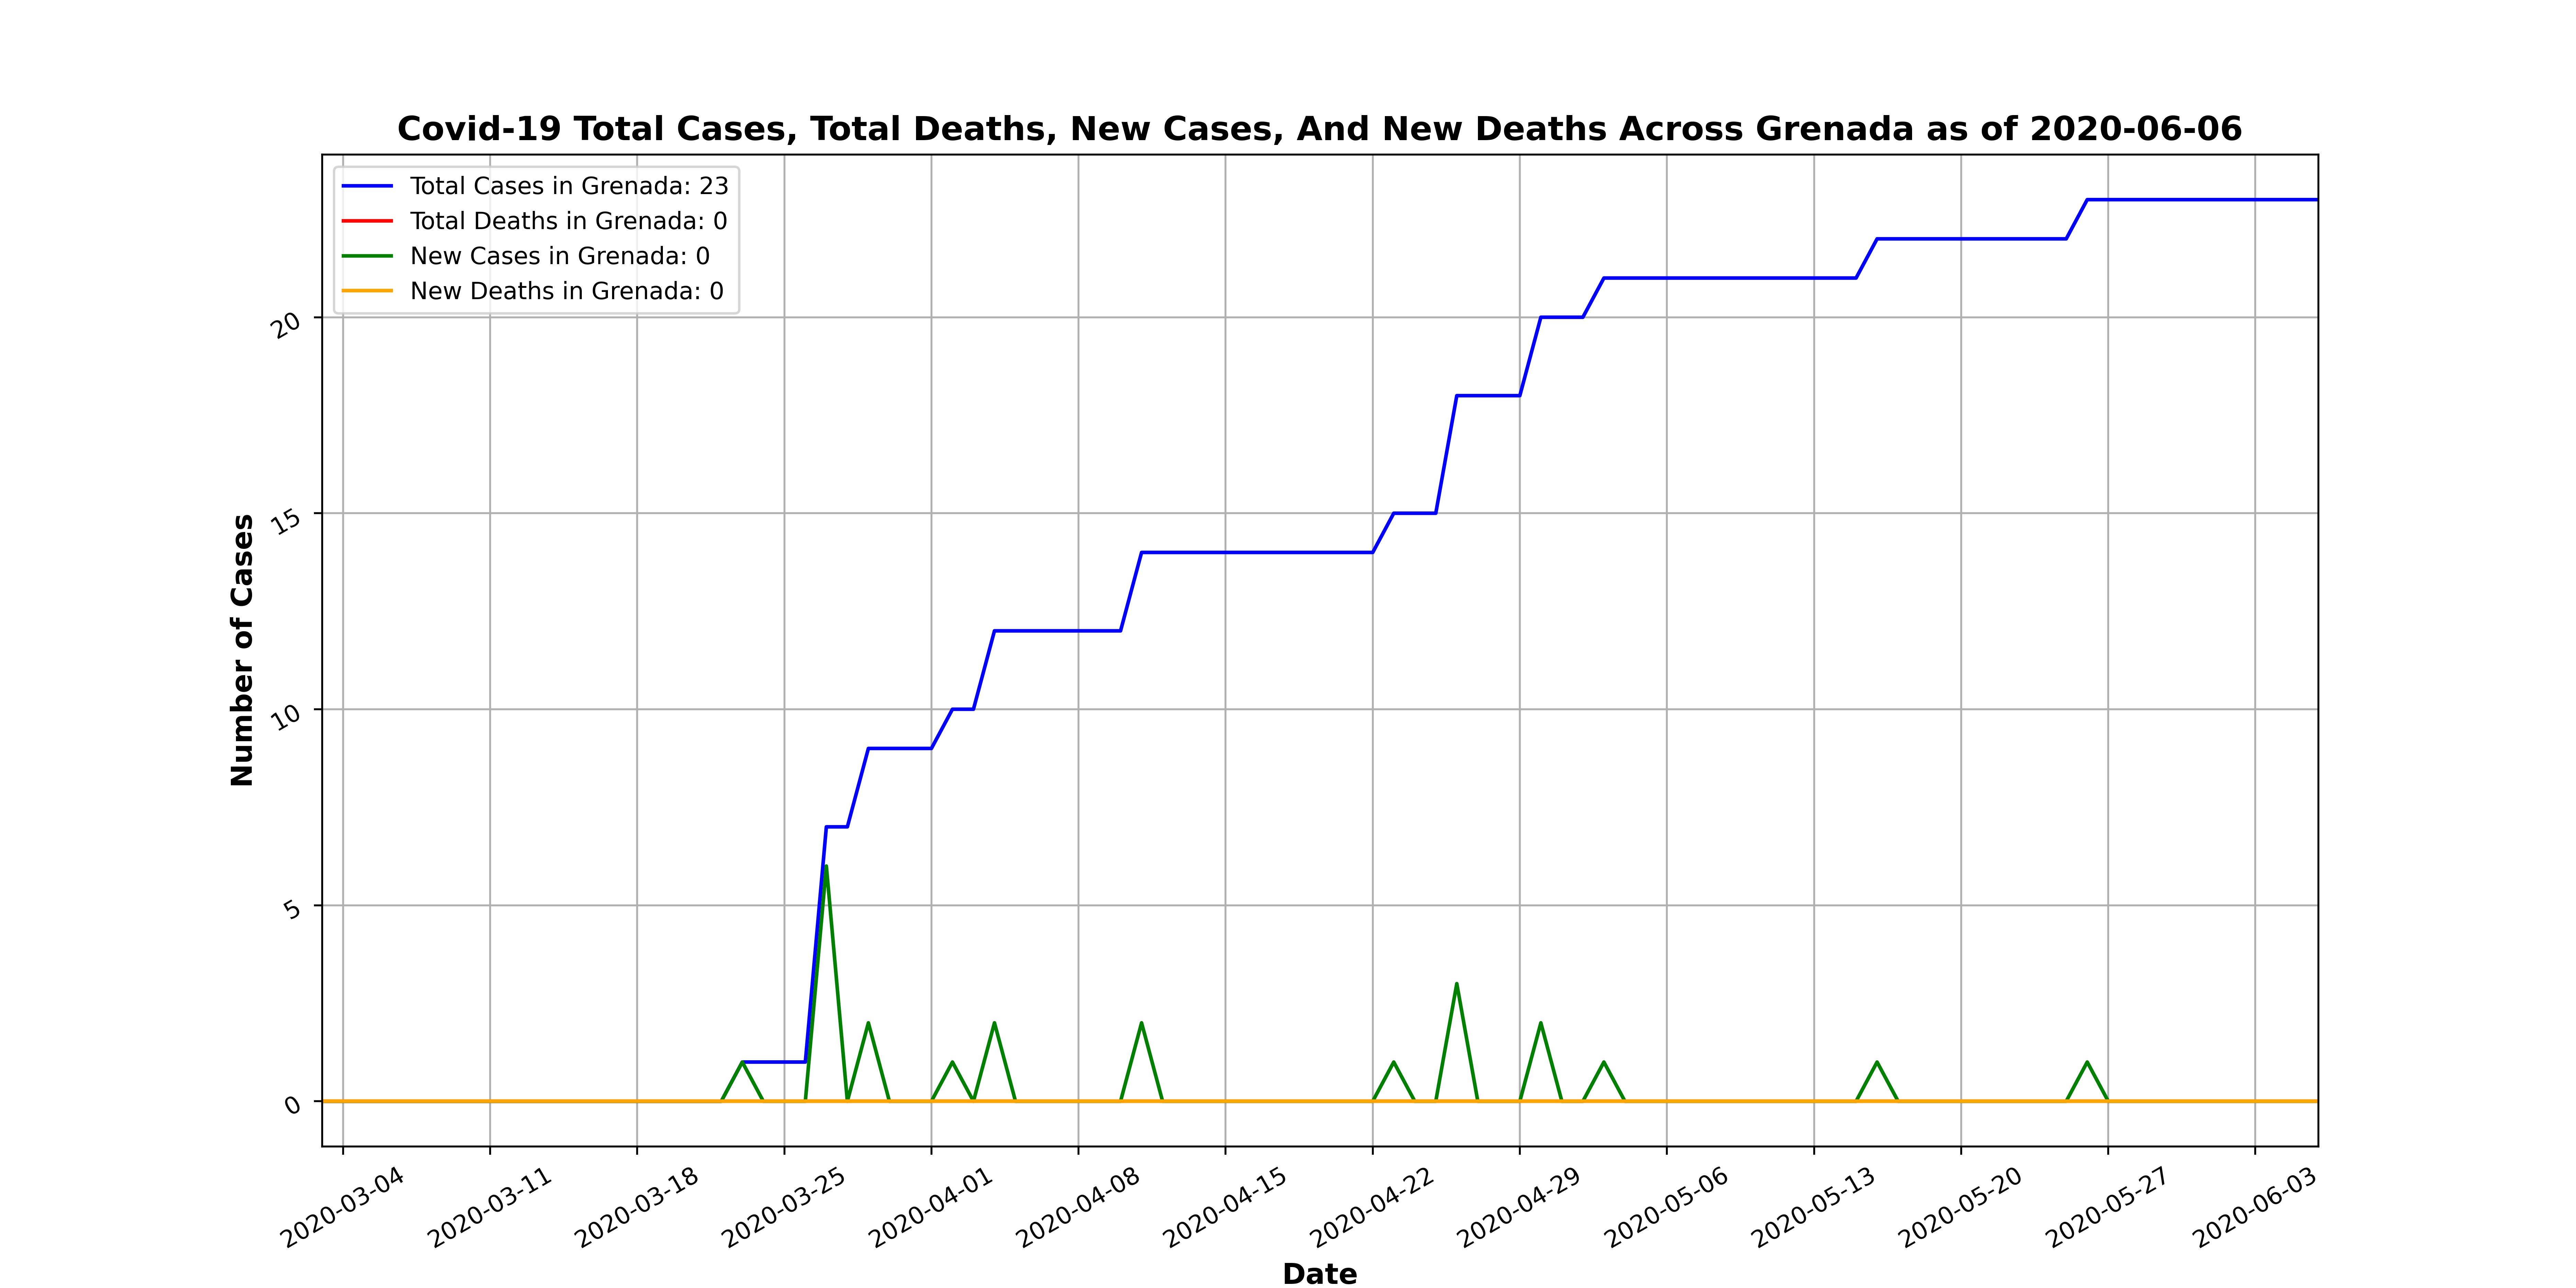 Covid-19 Total Cases, Total Deaths, New Cases, And New Deaths Across Grenada as of 2020-06-06
Total Cases in Grenada: 23
Total Deaths in Grenada: 0
New Cases in Grenada: 0
New Deaths in Grenada: 0
Number of Cases
20
15
10
5
0
2020-03-04
2020-03-11
2020-03-18
2020-03-25
2020-04-01
2020-04-08
2020-04-15
2020-04-22
2020-04-29
2020-05-06
2020-05-13
2020-05-20
2020-05-27
2020-06-03
Date